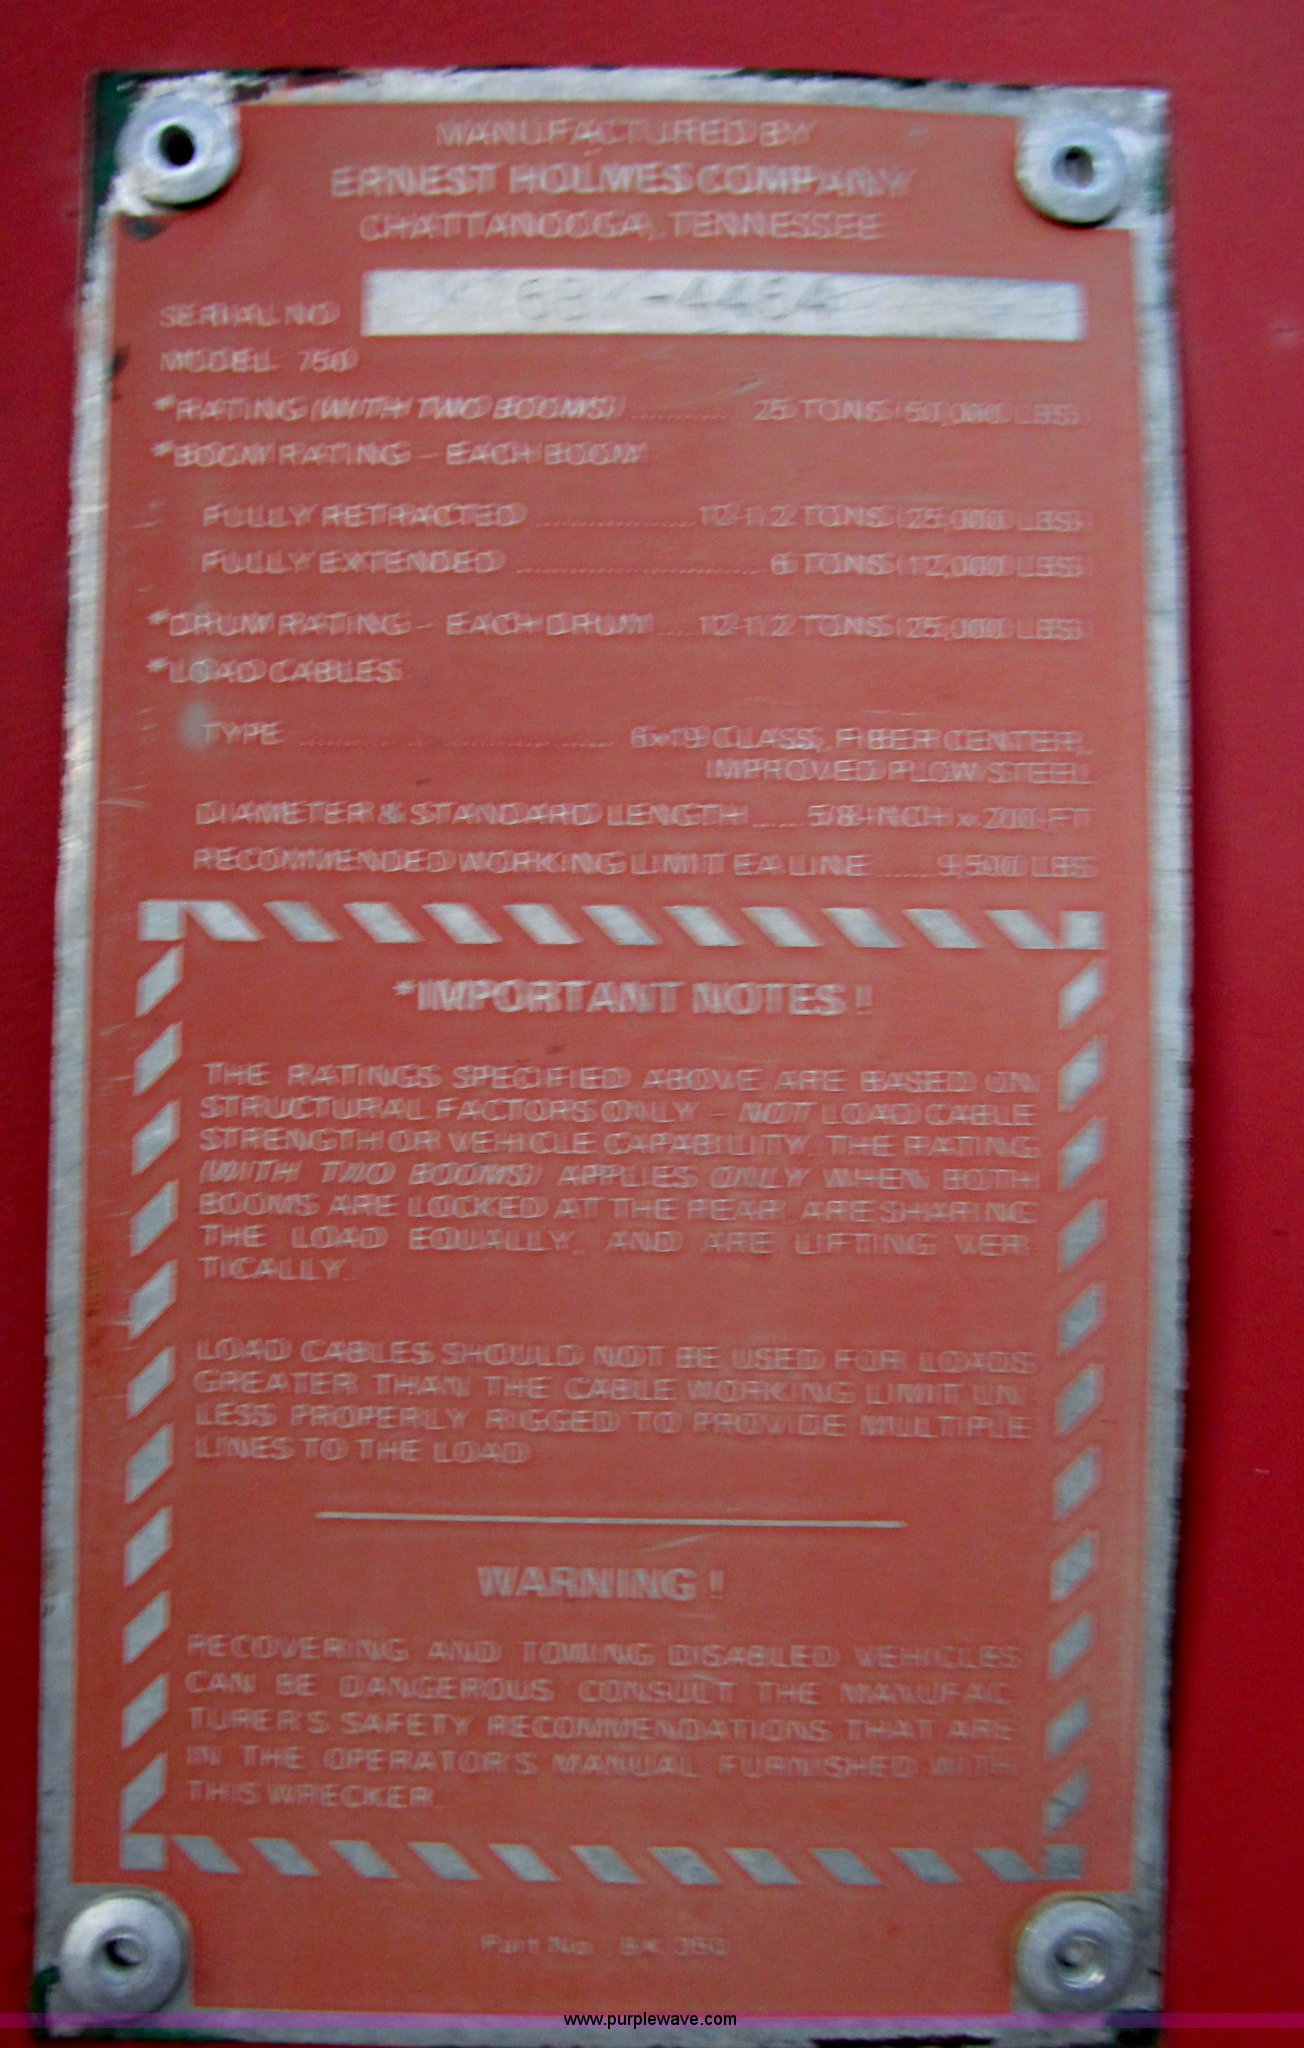 MANUFACTURED BY
ERNEST HOLMES COMPANY
CHATTANOOGA, TENNESSEE
SERIAL NO
MODEL 750
*RATING (WITH TWO BOOMS) .......... 25 TONS (50,000 LBS)
*BOOM RATING - EACH BOOM
FULLY RETRACTED .......... 12-1/2 TONS (25,000 LBS)
FULLY EXTENDED .......... 6 TONS (12,000 LBS)
*DRUM RATING - EACH DRUM .... 12-1/2 TONS (25,000 LBS)
*LOAD CABLES
TYPE .......... 6x19 CLASS, FIBER CENTER,
IMPROVED PLOW STEEL
DIAMETER & STANDARD LENGTH ..... 5/8-INCH x 200-FT
RECOMMENDED WORKING LIMIT EA LINE ...... 9,500 LBS
*IMPORTANT NOTES!
THE RATINGS SPECIFIED ABOVE ARE BASED ON
STRUCTURAL FACTORS ONLY - NOT LOAD CABLE
STRENGTH OR VEHICLE CAPABILITY. THE RATING
(WITH TWO BOOMS) APPLIES ONLY WHEN BOTH
BOOMS ARE LOCKED AT THE REAR, ARE SHARING
THE LOAD EQUALLY, AND ARE LIFTING VER-
TICALLY.
LOAD CABLES SHOULD NOT BE USED FOR LOADS
GREATER THAN THE CABLE WORKING LIMIT UN-
LESS PROPERLY RIGGED TO PROVIDE MULTIPLE
LINES TO THE LOAD.
WARNING!
RECOVERING AND TOWING DISABLED VEHICLES
CAN BE DANGEROUS. CONSULT THE MANUFAC-
TURER'S SAFETY RECOMMENDATIONS THAT ARE
IN THE OPERATOR'S MANUAL FURNISHED WITH
THIS WRECKER.
Part No.
www.purplewave.com